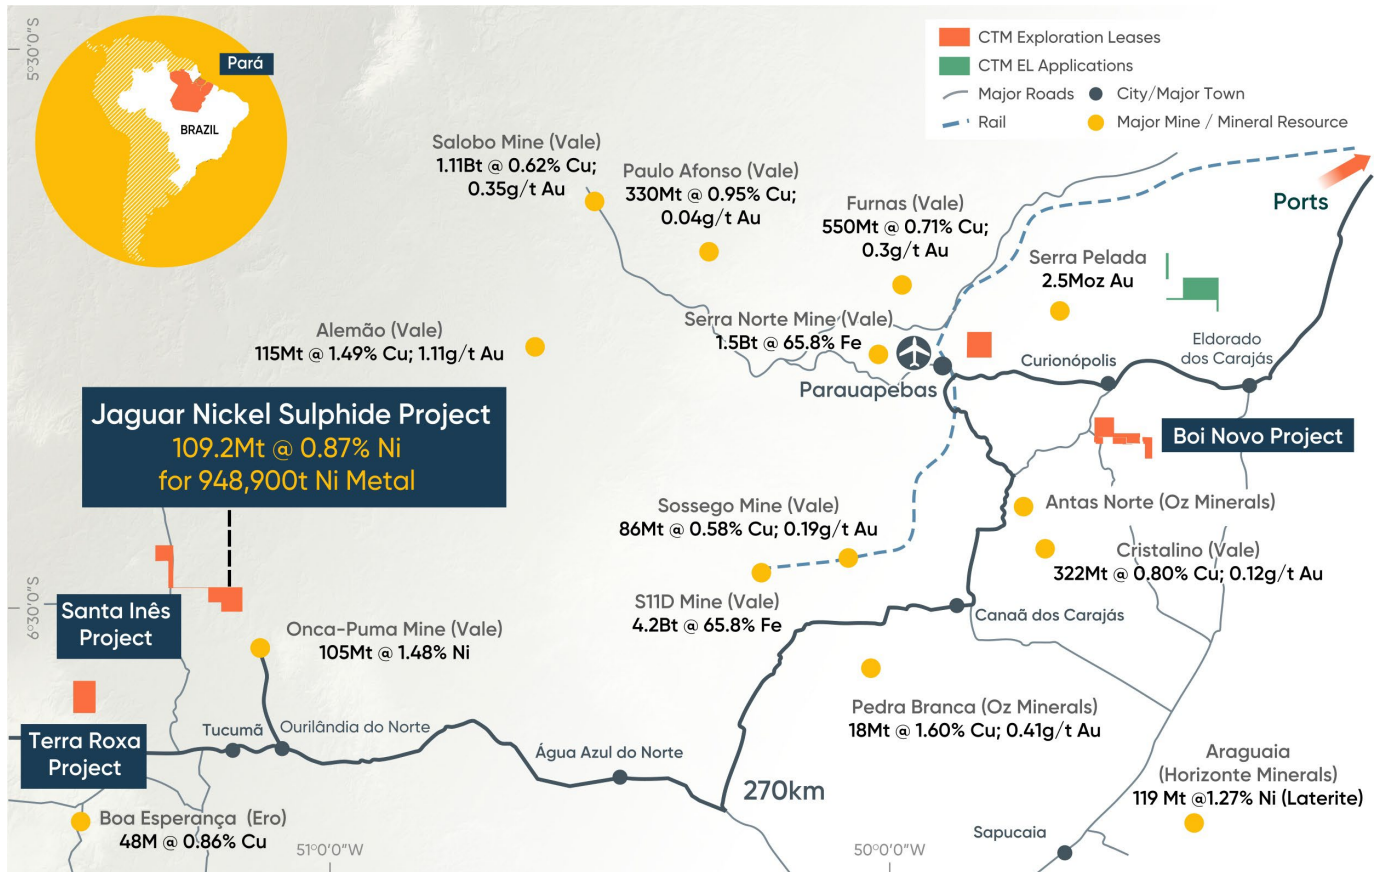 5°30'0"S
Pará
BRAZIL
CTM Exploration Leases
CTM EL Applications
Major Roads
City/Major Town
Rail
Major Mine / Mineral Resource
Salobo Mine (Vale)
1.11Bt @ 0.62% Cu;
0.35g/t Au
Paulo Afonso (Vale)
330Mt @ 0.95% Cu;
0.04g/t Au
Furnas (Vale)
550Mt @ 0.71% Cu;
0.3g/t Au
Ports
Serra Pelada
2.5Moz Au
Alemão (Vale)
115Mt @ 1.49% Cu; 1.11g/t Au
Serra Norte Mine (Vale)
1.5Bt @ 65.8% Fe
Parauapebas
Curionópolis
Eldorado
dos Carajás
Jaguar Nickel Sulphide Project
109.2Mt @ 0.87% Ni
for 948,900t Ni Metal
Boi Novo Project
Sossego Mine (Vale)
86Mt @ 0.58% Cu; 0.19g/t Au
Antas Norte (Oz Minerals)
Cristalino (Vale)
322Mt @ 0.80% Cu; 0.12g/t Au
6°30'0"S
Santa Inês
Project
S11D Mine (Vale)
4.2Bt @ 65.8% Fe
Canaã dos Carajás
Onca-Puma Mine (Vale)
105Mt @ 1.48% Ni
Pedra Branca (Oz Minerals)
18Mt @ 1.60% Cu; 0.41g/t Au
Terra Roxa
Project
Tucumã
Ourilândia do Norte
Água Azul do Norte
270km
Araguaia
(Horizonte Minerals)
119 Mt @1.27% Ni (Laterite)
Boa Esperança (Ero)
48M @ 0.86% Cu
Sapucaia
51°0'0"W
50°0'0"W